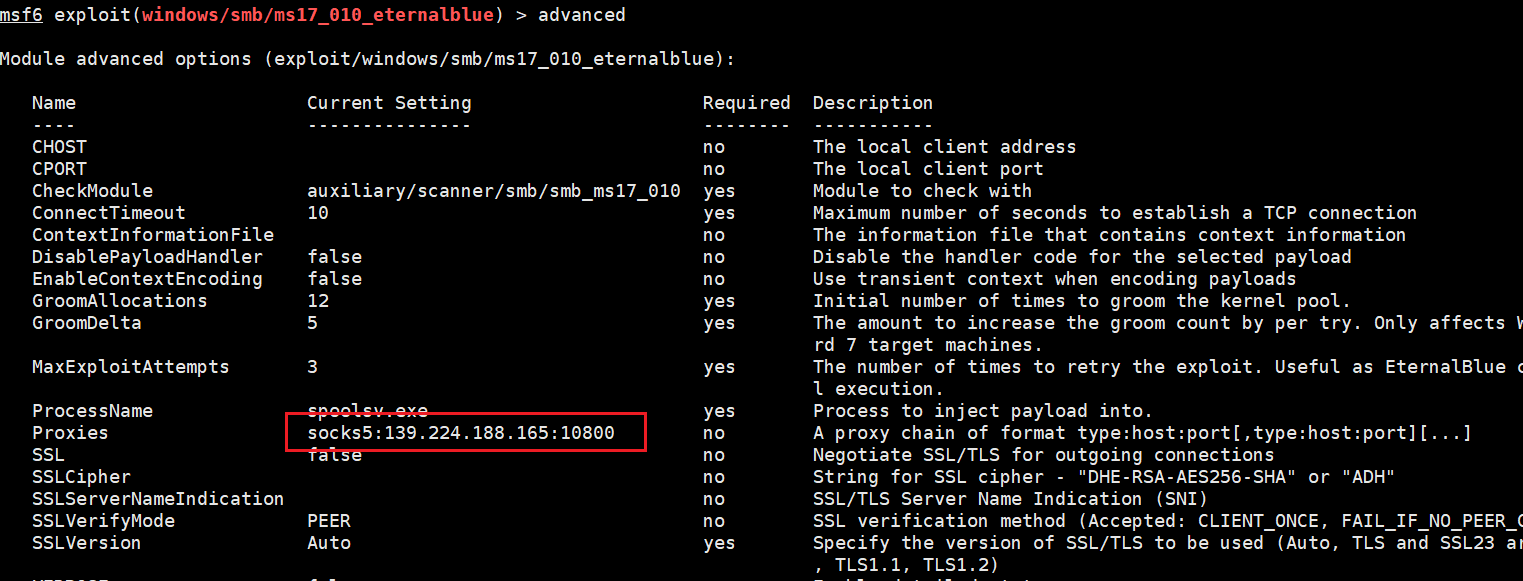 msf6 exploit(windows/smb/ms17_010_eternalblue) > advanced
Module advanced options (exploit/windows/smb/ms17_010_eternalblue):
Name Current Setting Required Description
---- --------------- -------- -----------
CHOST no The local client address
CPORT no The local client port
CheckModule auxiliary/scanner/smb/smb_ms17_010 yes Module to check with
ConnectTimeout 10 yes Maximum number of seconds to establish a TCP connection
ContextInformationFile no The information file that contains context information
DisablePayloadHandler false no Disable the handler code for the selected payload
EnableContextEncoding false no Use transient context when encoding payloads
GroomAllocations 12 yes Initial number of times to groom the kernel pool.
GroomDelta 5 yes The amount to increase the groom count by per try. Only affects
rd 7 target machines.
MaxExploitAttempts 3 yes The number of times to retry the exploit. Useful as EternalBlue
l execution.
ProcessName spoolsv.exe yes Process to inject payload into.
Proxies socks5:139.224.188.165:10800 no A proxy chain of format type:host:port[,type:host:port][...]
SSL false no Negotiate SSL/TLS for outgoing connections
SSLCipher no String for SSL cipher - "DHE-RSA-AES256-SHA" or "ADH"
SSLServerNameIndication no SSL/TLS Server Name Indication (SNI)
SSLVerifyMode PEER no SSL verification method (Accepted: CLIENT_ONCE, FAIL_IF_NO_PEER_
SSLVersion Auto yes Specify the version of SSL/TLS to be used (Auto, TLS and SSL23
, TLS1.1, TLS1.2)